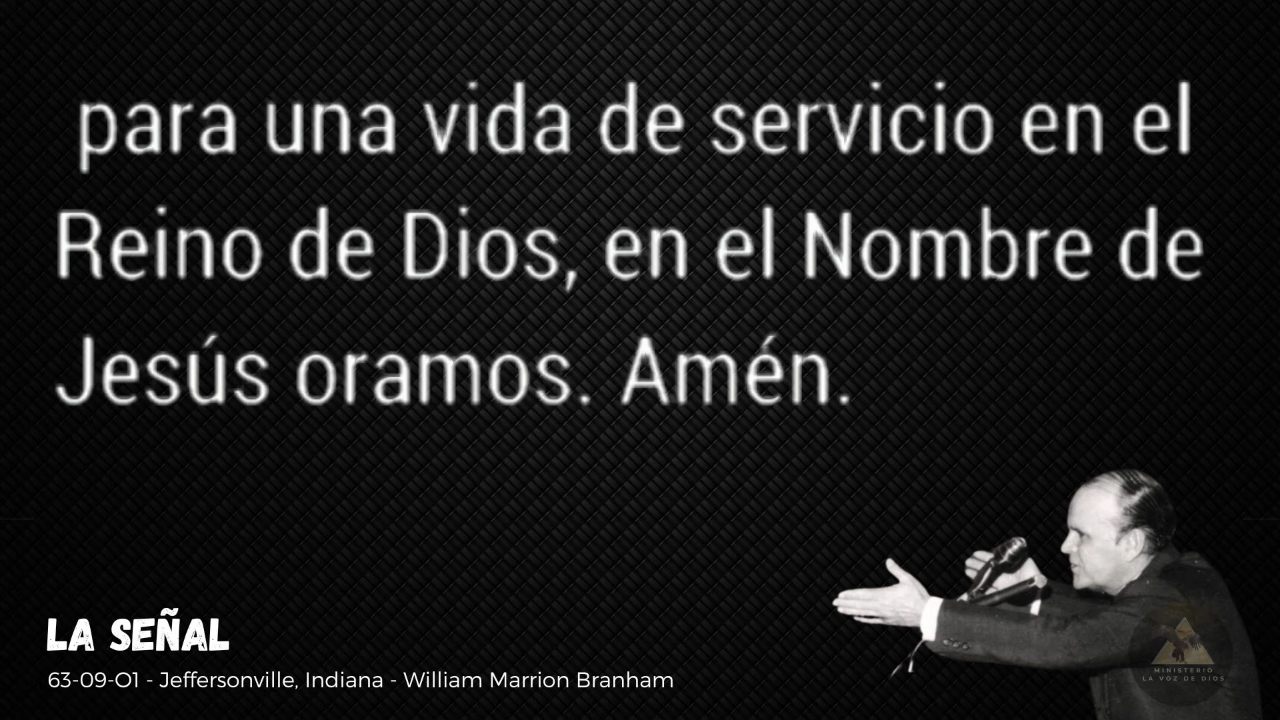 para una vida de servicio en el
Reino de Dios, en el Nombre de
Jesús oramos. Amén.
LA SEÑAL
63-09-01 - Jeffersonville, Indiana - William Marrion Branham
MINISTERIO
LA VOZ DE DIOS